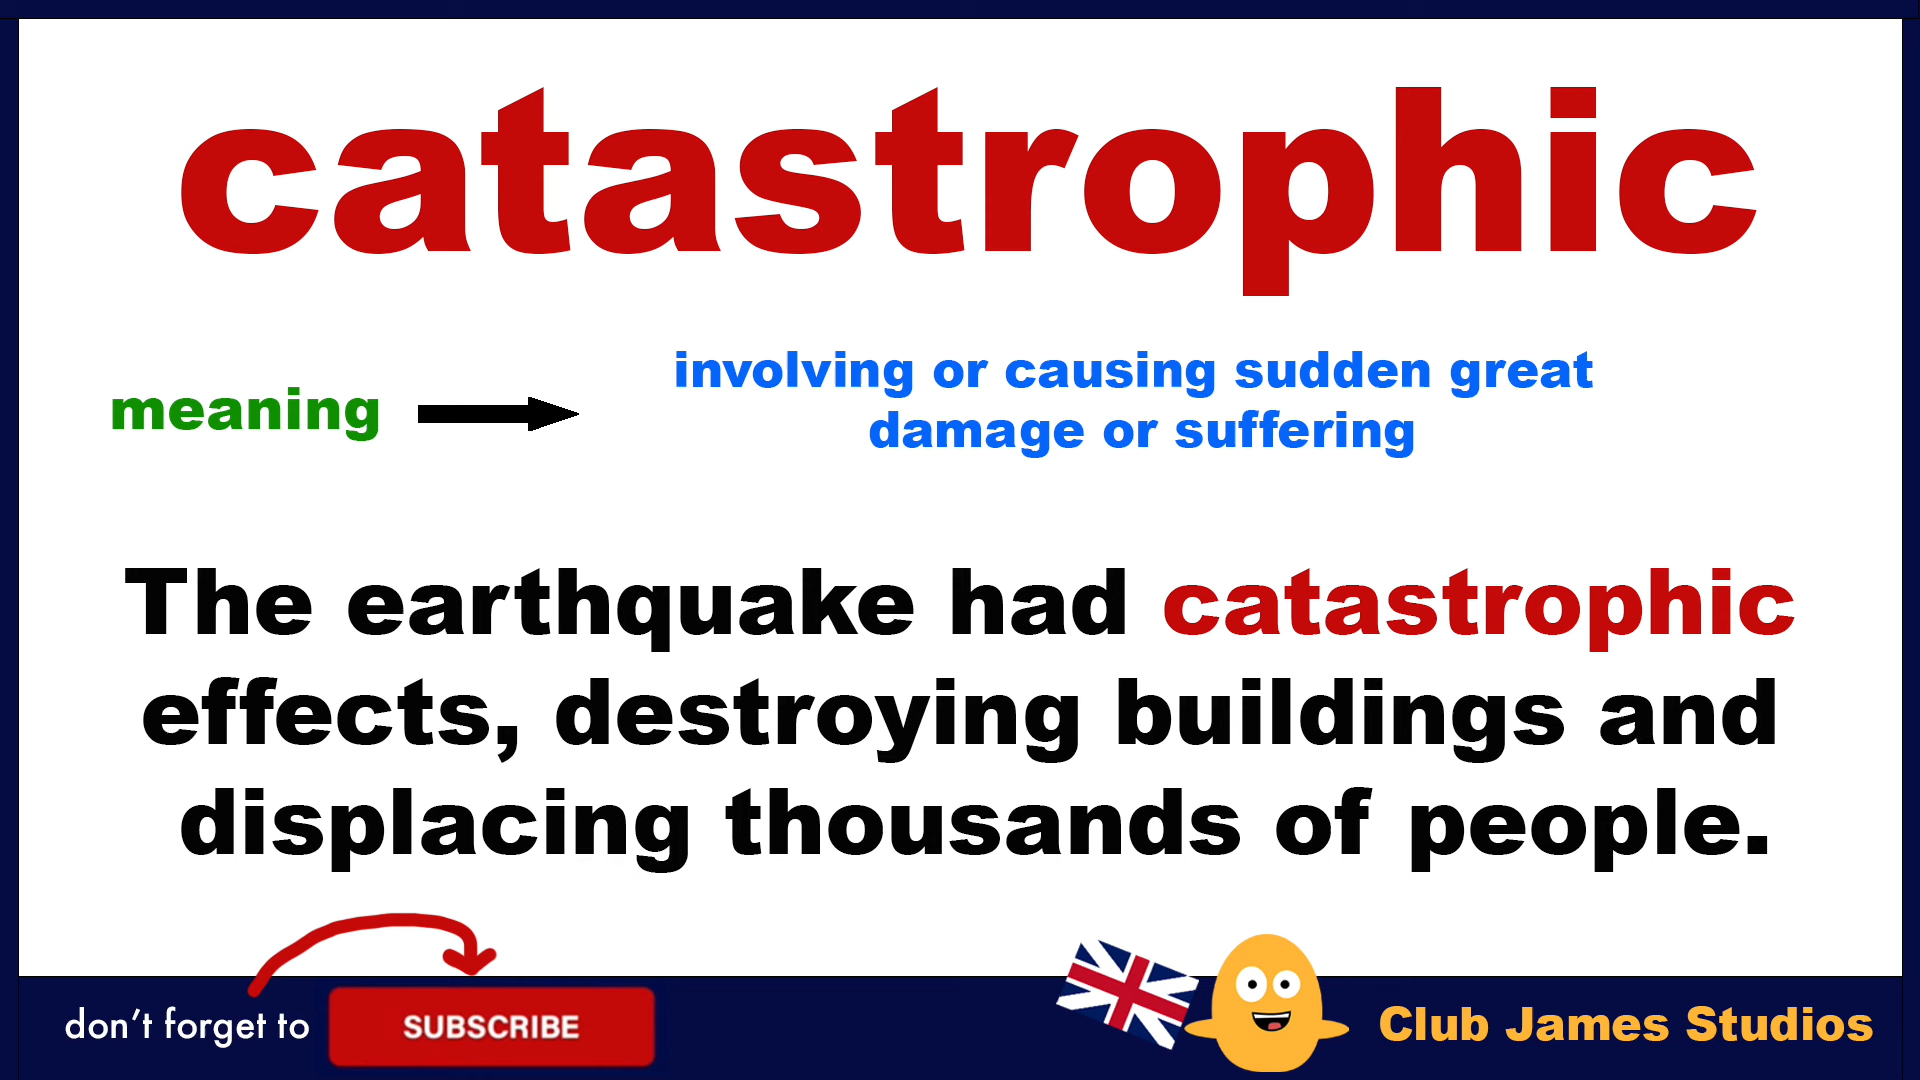 catastrophic
meaning
involving or causing sudden great
damage or suffering
The earthquake had catastrophic
effects, destroying buildings and
displacing thousands of people.
don't forget to
SUBSCRIBE
Club James Studios